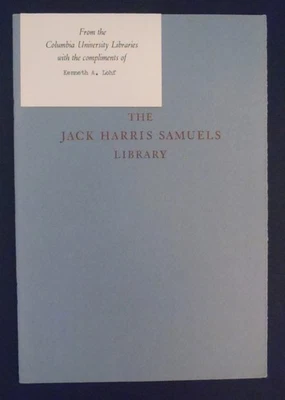 From the
Columbia University Libraries
with the compliments of
Kenneth A. Lohf
THE
JACK HARRIS SAMUELS
LIBRARY